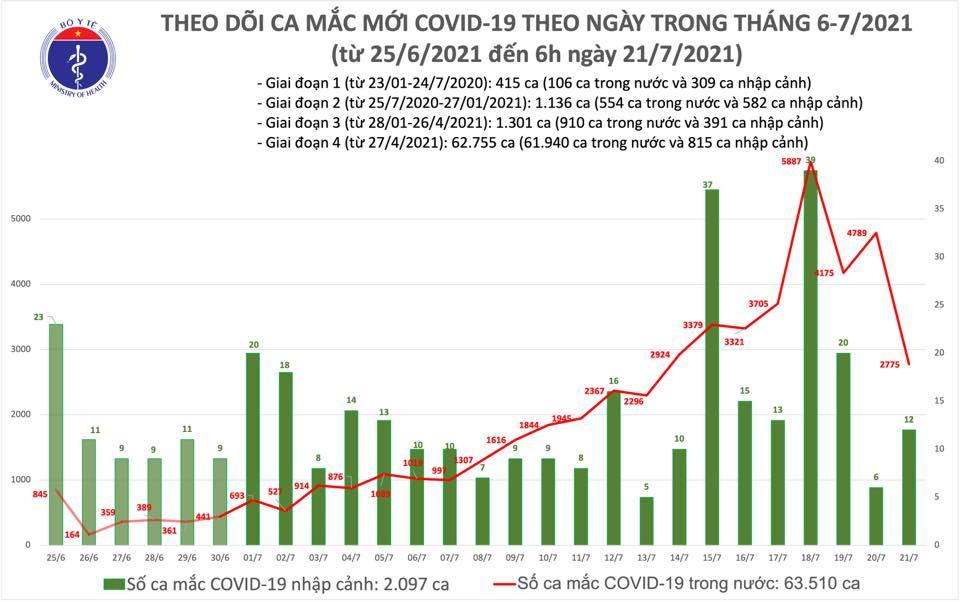 BỘ Y TẾ
MINISTRY OF HEALTH
THEO DÕI CA MẮC MỚI COVID-19 THEO NGÀY TRONG THÁNG 6-7/2021
(từ 25/6/2021 đến 6h ngày 21/7/2021)
- Giai đoạn 1 (từ 23/01-24/7/2020): 415 ca (106 ca trong nước và 309 ca nhập cảnh)
- Giai đoạn 2 (từ 25/7/2020-27/01/2021): 1.136 ca (554 ca trong nước và 582 ca nhập cảnh)
- Giai đoạn 3 (từ 28/01-26/4/2021): 1.301 ca (910 ca trong nước và 391 ca nhập cảnh)
- Giai đoạn 4 (từ 27/4/2021): 62.755 ca (61.940 ca trong nước và 815 ca nhập cảnh)
5000
3000
2000
1000
0
40
35
30
25
20
15
10
5
0
23 11 9 9 11 9 20 18 8 14 13 10 10 7 9 9 8 16 5 10 37 15 13 39 20 6 12
845 164 359 389 361 441 693 527 914 876 1089 1019 997 1307 1616 1844 1945 2367 2296 2924 3379 3321 3705 5887 4175 4789 2775
25/6 26/6 27/6 28/6 29/6 30/6 01/7 02/7 03/7 04/7 05/7 06/7 07/7 08/7 09/7 10/7 11/7 12/7 13/7 14/7 15/7 16/7 17/7 18/7 19/7 20/7 21/7
Số ca mắc COVID-19 nhập cảnh: 2.097 ca
Số ca mắc COVID-19 trong nước: 63.510 ca